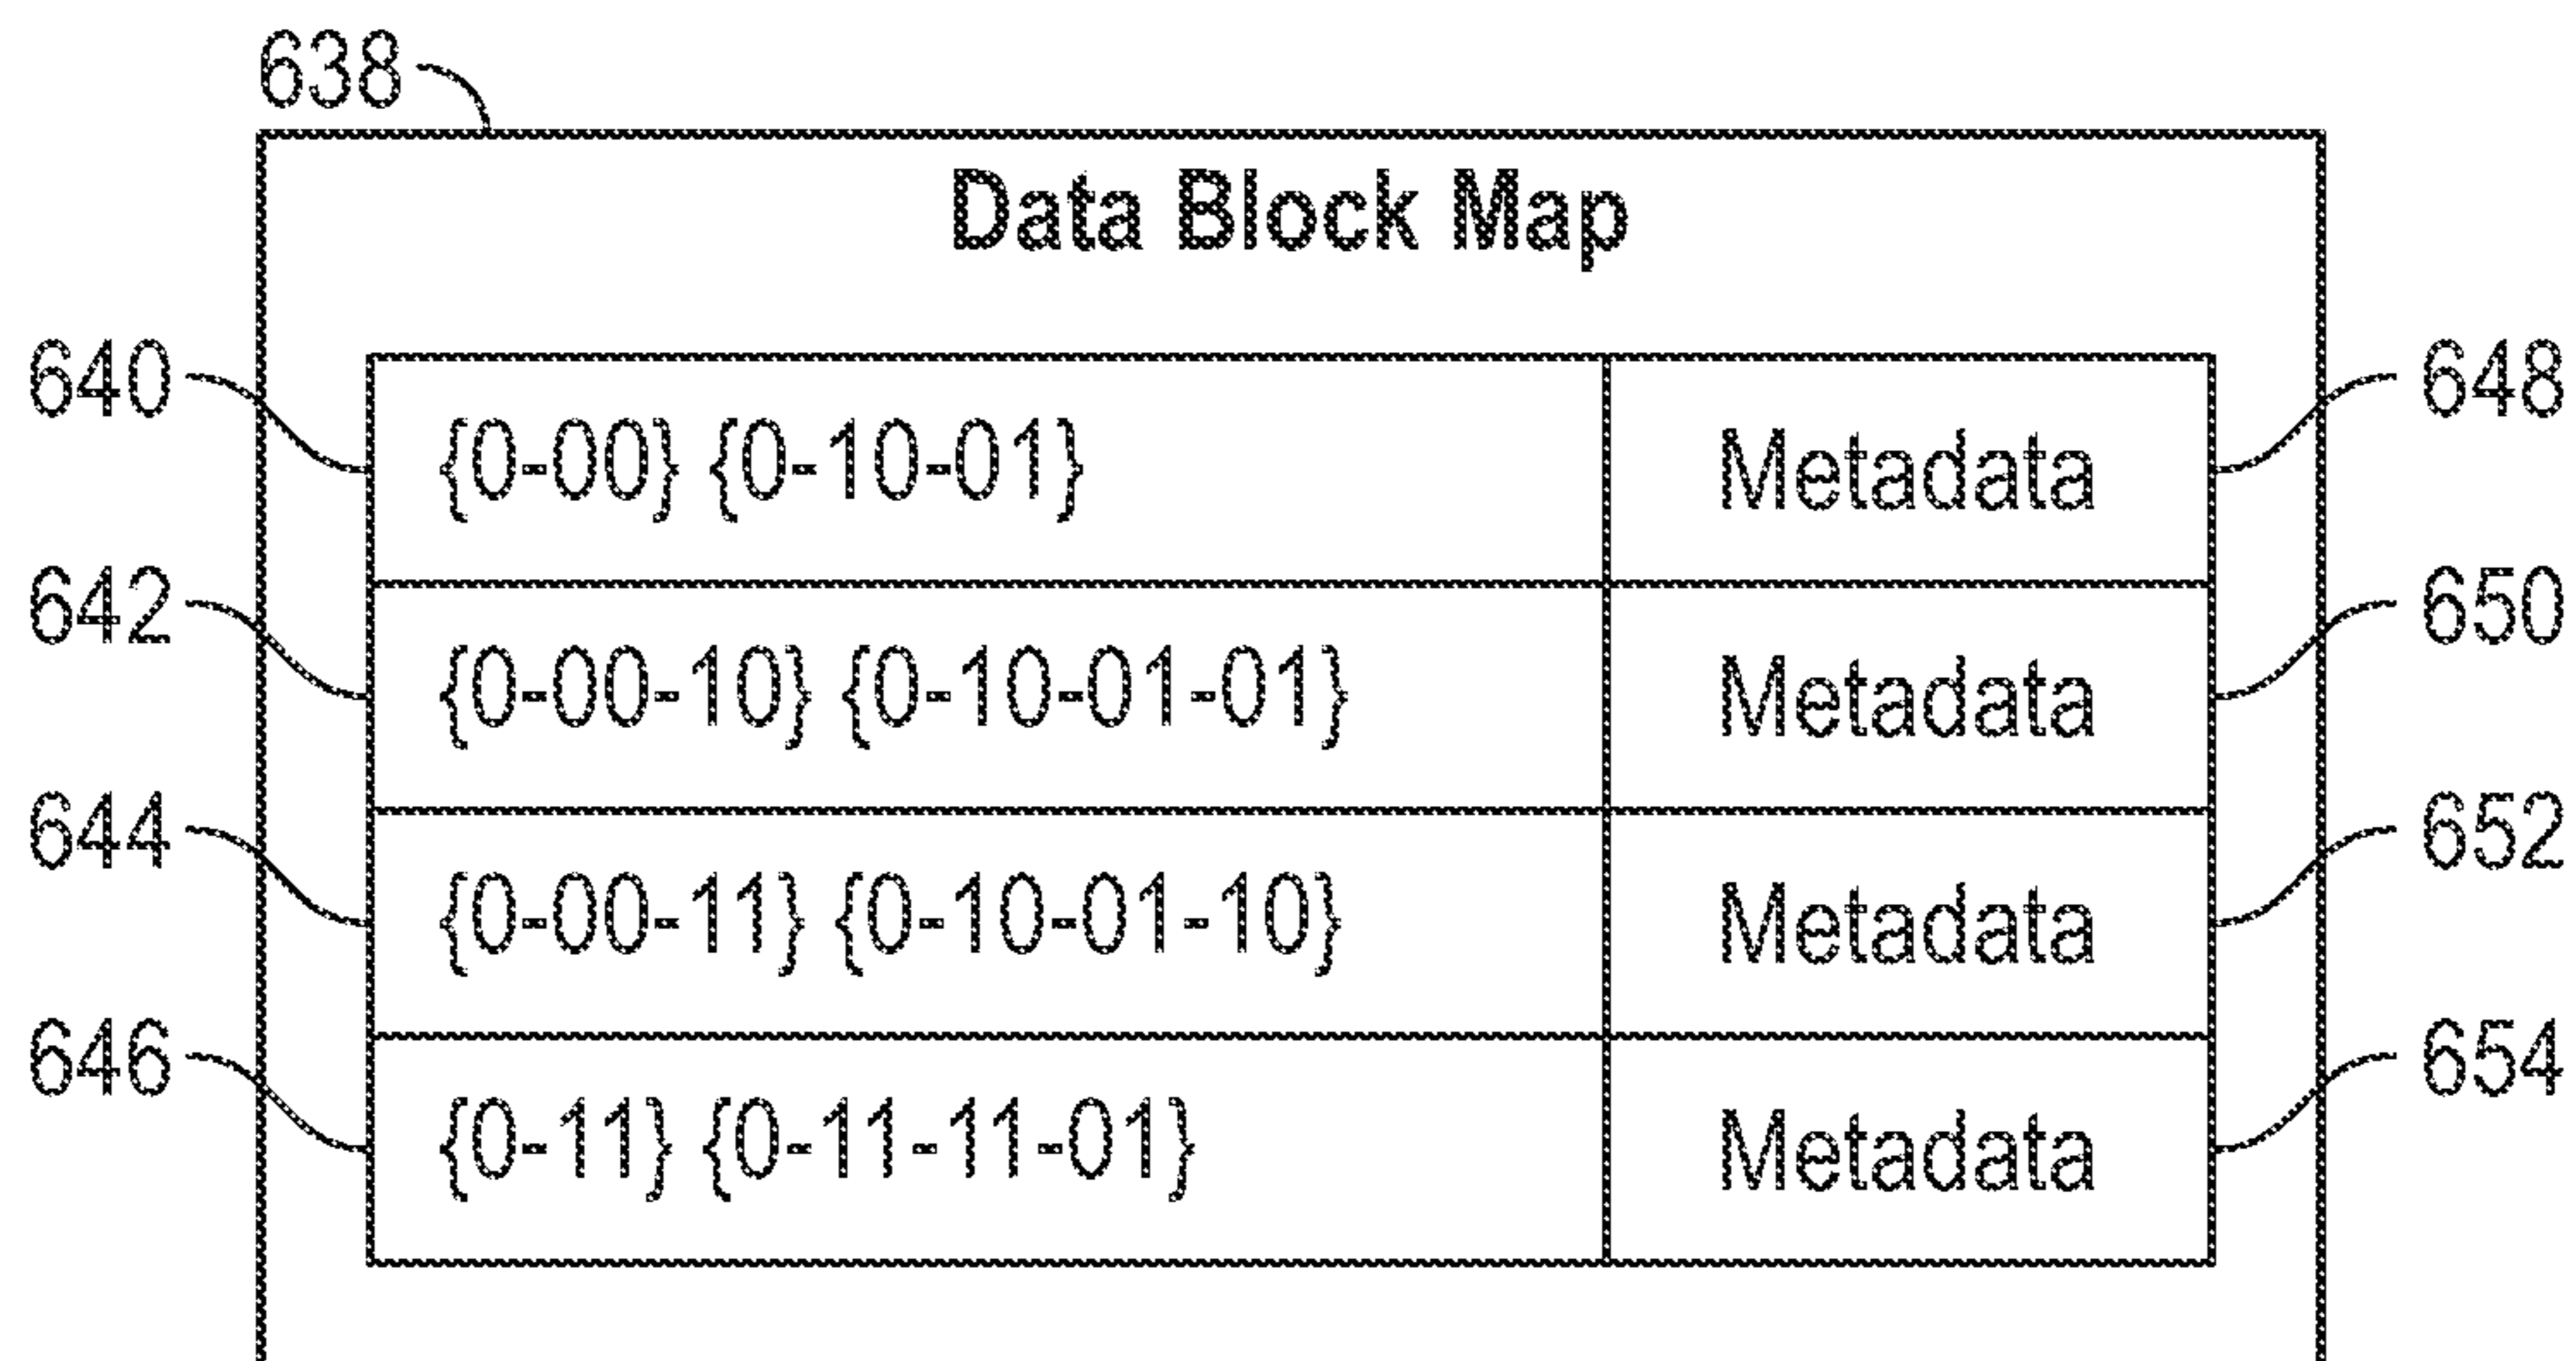 638
Data Block Map
640 {0-00} {0-10-01} Metadata 648
642 {0-00-10} {0-10-01-01} Metadata 650
644 {0-00-11} {0-10-01-10} Metadata 652
646 {0-11} {0-11-11-01} Metadata 654